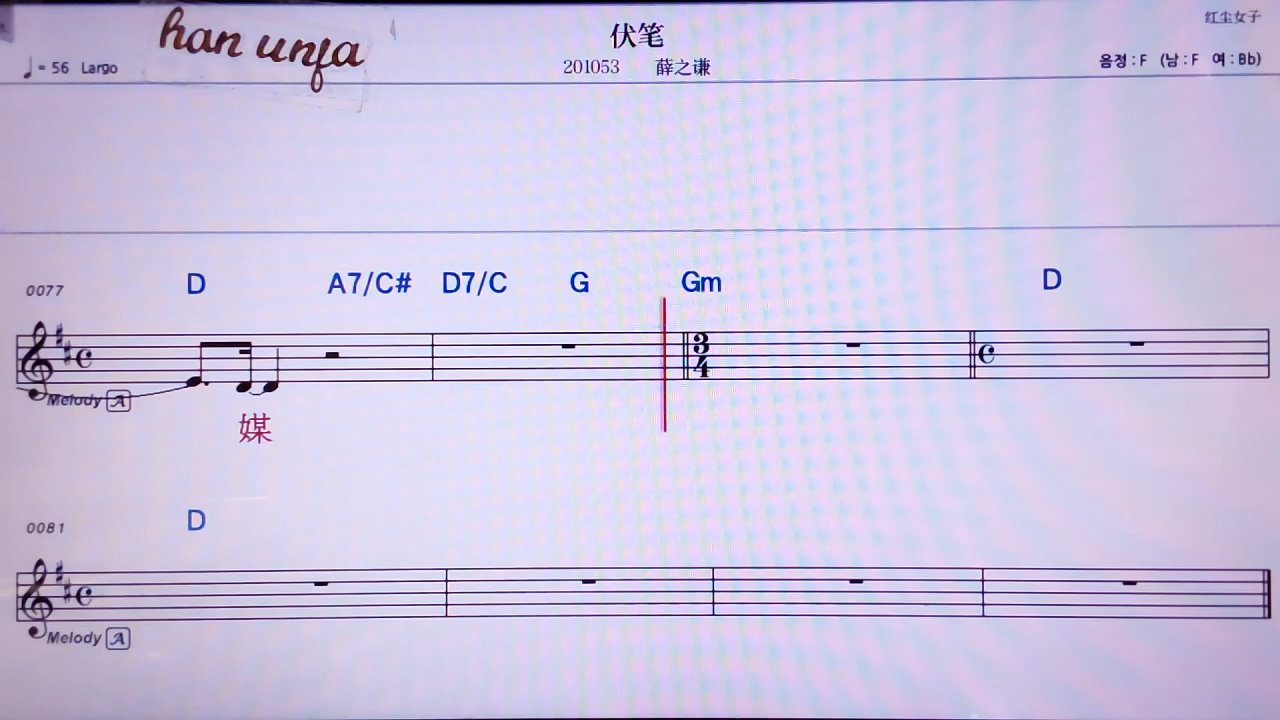 红尘女子
han unfa
伏笔
♩= 56 Largo
201053 薛之谦
음정 : F (남 : F 여 : Bb)
0077 D A7/C# D7/C G Gm D
3
4
Melody A
媒
0081 D
Melody A